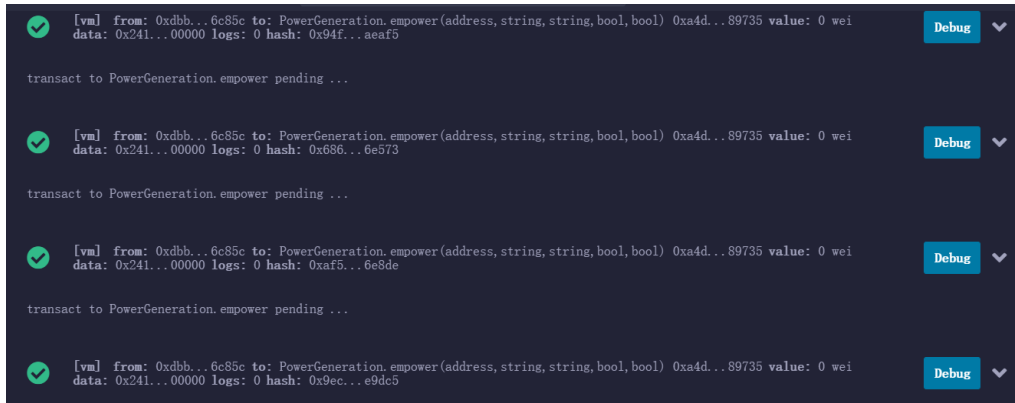 [vm] from: 0xdbb...6c85c to: PowerGeneration.empower(address,string,string,bool,bool) 0xa4d...89735 value: 0 wei
data: 0x241...00000 logs: 0 hash: 0x94f...aeaf5
Debug
transact to PowerGeneration.empower pending ...
[vm] from: 0xdbb...6c85c to: PowerGeneration.empower(address,string,string,bool,bool) 0xa4d...89735 value: 0 wei
data: 0x241...00000 logs: 0 hash: 0x686...6e573
Debug
transact to PowerGeneration.empower pending ...
[vm] from: 0xdbb...6c85c to: PowerGeneration.empower(address,string,string,bool,bool) 0xa4d...89735 value: 0 wei
data: 0x241...00000 logs: 0 hash: 0xaf5...6e8de
Debug
transact to PowerGeneration.empower pending ...
[vm] from: 0xdbb...6c85c to: PowerGeneration.empower(address,string,string,bool,bool) 0xa4d...89735 value: 0 wei
data: 0x241...00000 logs: 0 hash: 0x9ec...e9dc5
Debug